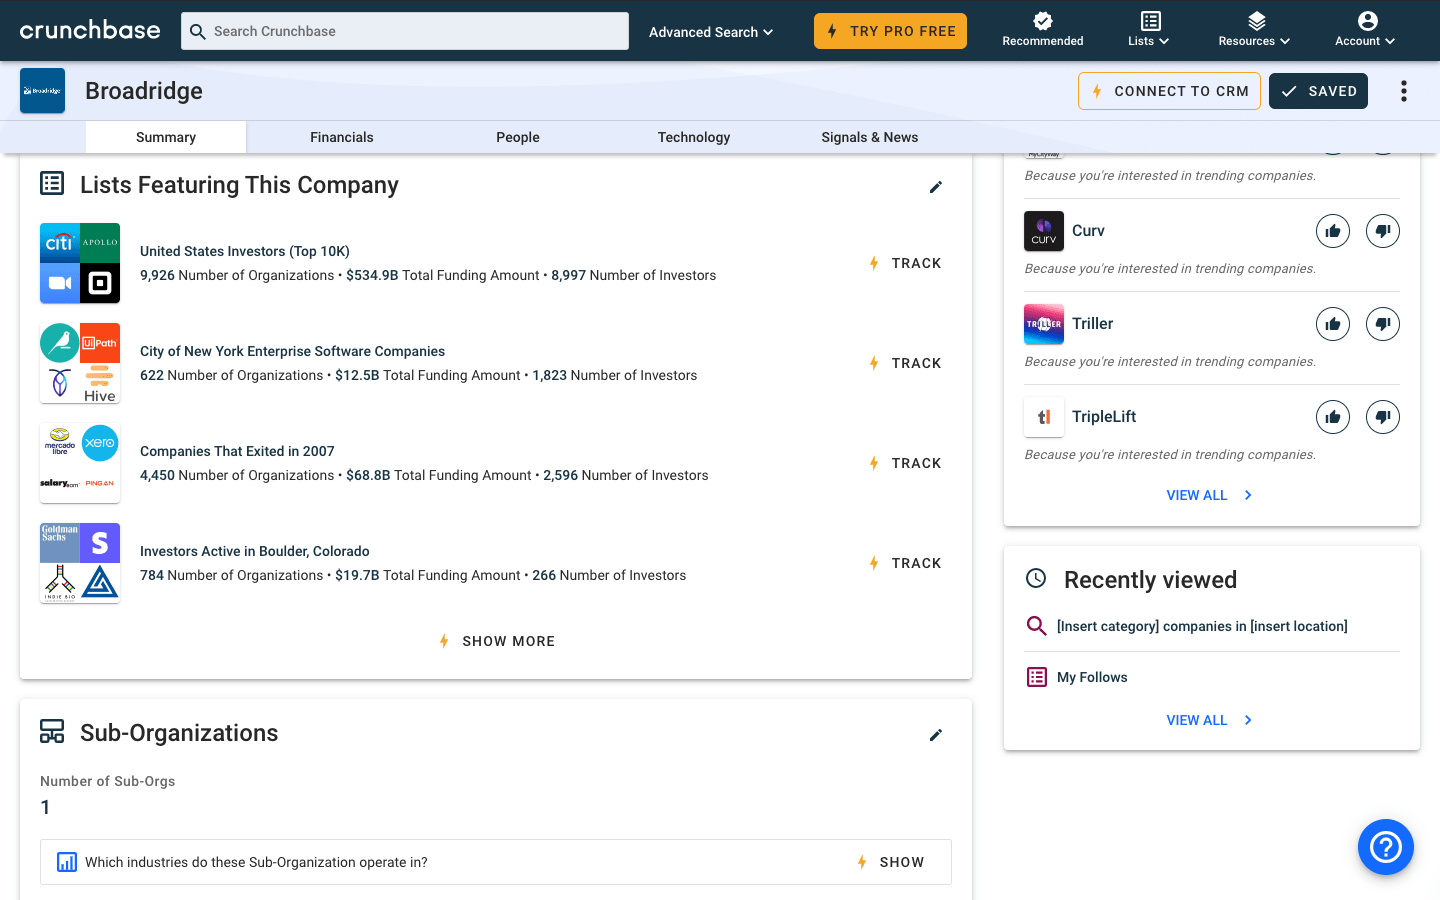 crunchbase
Search Crunchbase
Advanced Search
TRY PRO FREE
Recommended
Lists
Resources
Account
Broadridge
Broadridge
CONNECT TO CRM
SAVED
Summary
Financials
People
Technology
Signals & News
Lists Featuring This Company
citi
APOLLO
United States Investors (Top 10K)
9,926 Number of Organizations • $534.9B Total Funding Amount • 8,997 Number of Investors
TRACK
UiPath
Hive
City of New York Enterprise Software Companies
622 Number of Organizations • $12.5B Total Funding Amount • 1,823 Number of Investors
TRACK
mercado
libre
xero
salary.com
PING AN
Companies That Exited in 2007
4,450 Number of Organizations • $68.8B Total Funding Amount • 2,596 Number of Investors
TRACK
Goldman
Sachs
S
INDIE BIO
Investors Active in Boulder, Colorado
784 Number of Organizations • $19.7B Total Funding Amount • 266 Number of Investors
TRACK
SHOW MORE
Sub-Organizations
Number of Sub-Orgs
1
Which industries do these Sub-Organization operate in?
SHOW
Because you're interested in trending companies.
curv
Curv
Because you're interested in trending companies.
TRILLER
Triller
Because you're interested in trending companies.
tl
TripleLift
Because you're interested in trending companies.
VIEW ALL
Recently viewed
[Insert category] companies in [insert location]
My Follows
VIEW ALL